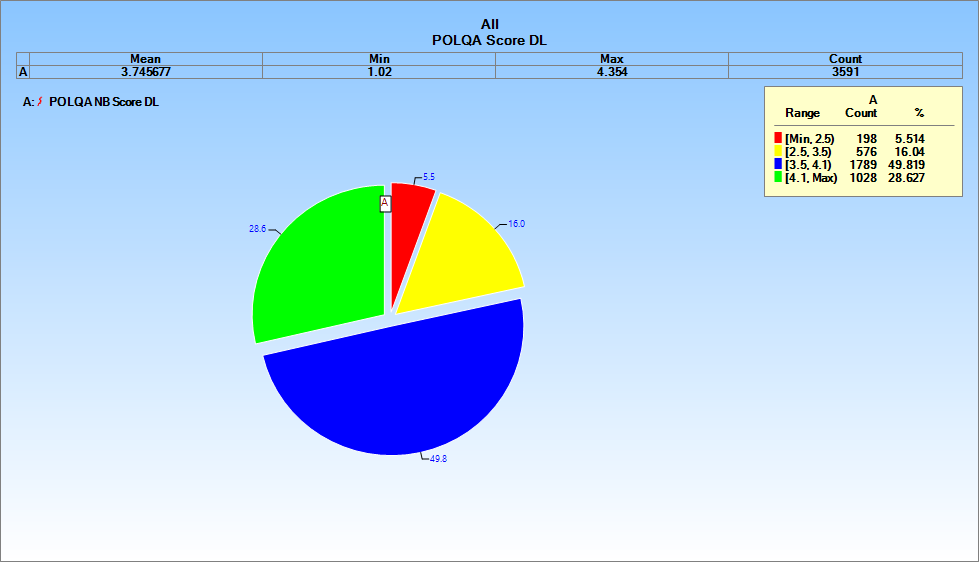 All
POLQA Score DL
Mean Min Max Count
A 3.745677 1.02 4.354 3591
A: POLQA NB Score DL
A
Range Count %
[Min, 2.5) 198 5.514
[2.5, 3.5) 576 16.04
[3.5, 4.1) 1789 49.819
[4.1, Max) 1028 28.627
5.5
A
16.0
28.6
49.8